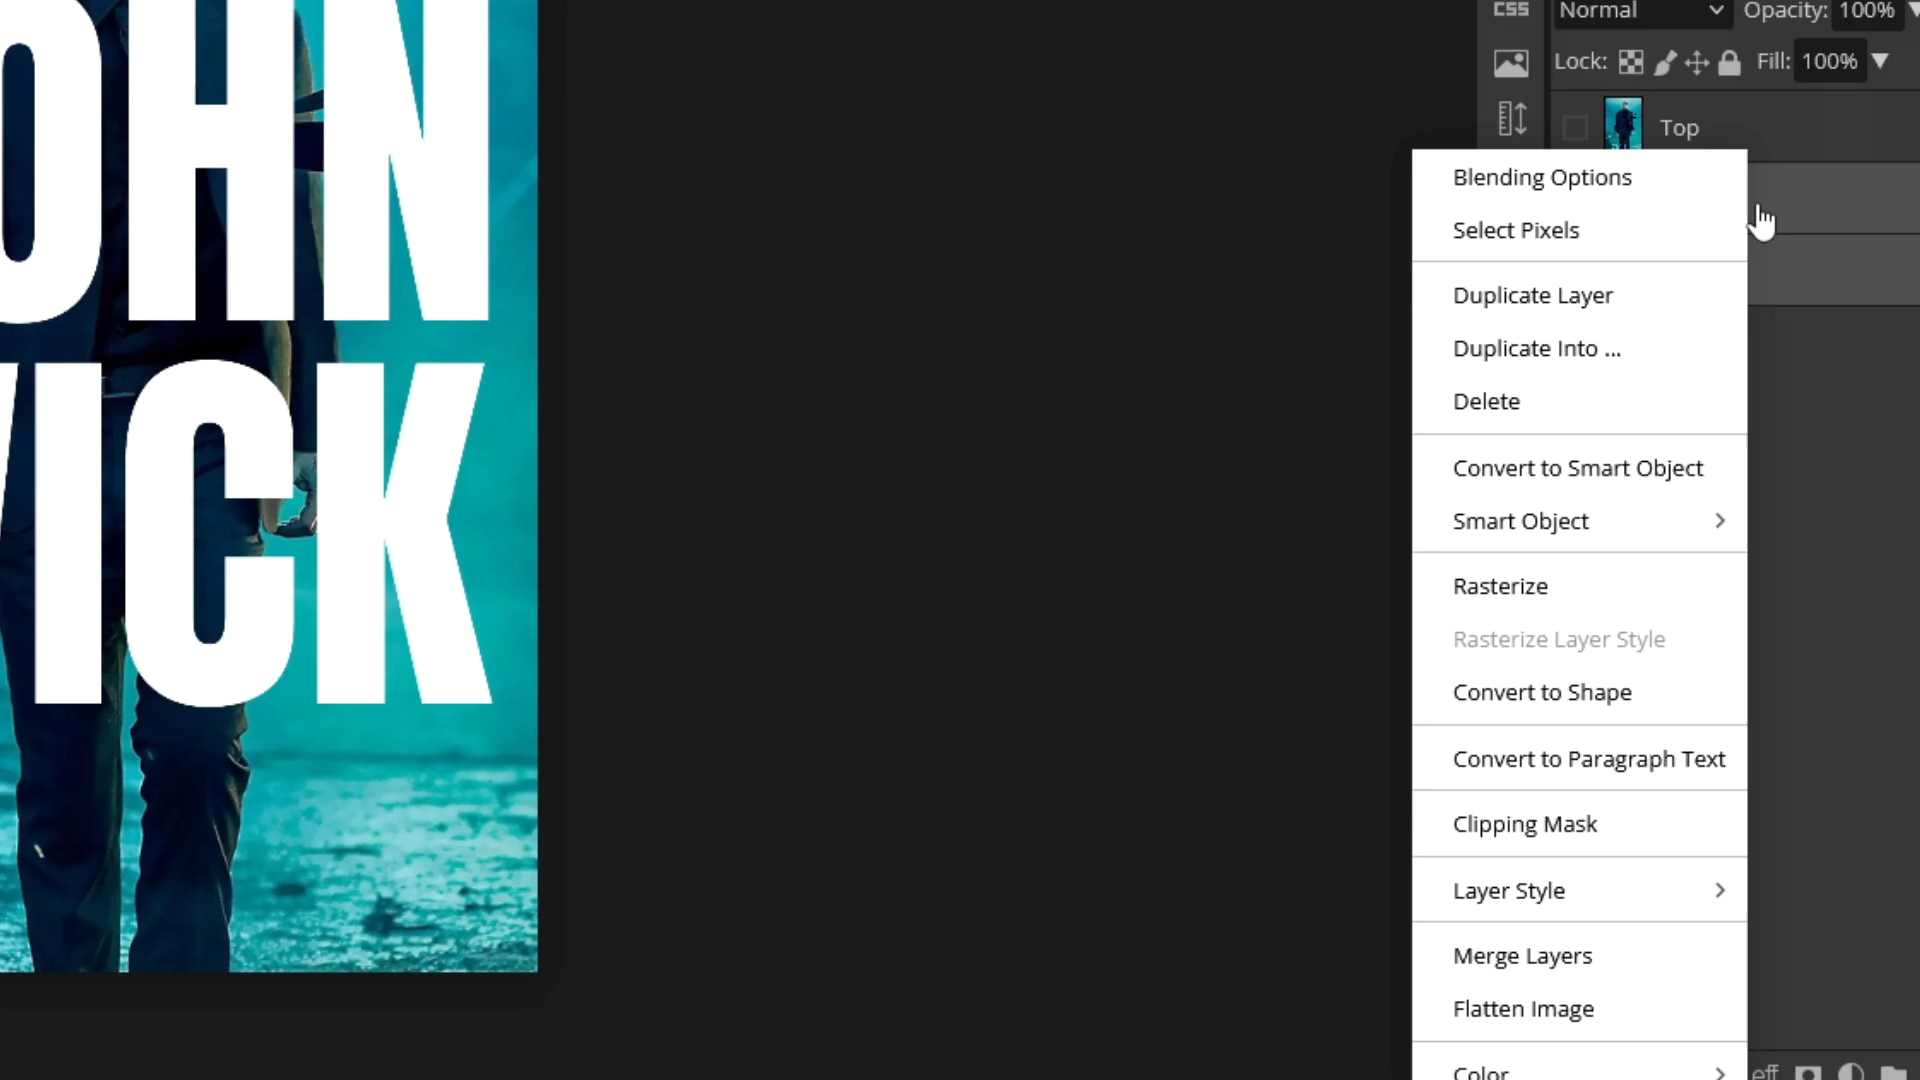 OHN
ICK
CSS
Normal Opacity: 100%
Lock: Fill: 100%
Top
Blending Options
Select Pixels
Duplicate Layer
Duplicate Into ...
Delete
Convert to Smart Object
Smart Object
Rasterize
Rasterize Layer Style
Convert to Shape
Convert to Paragraph Text
Clipping Mask
Layer Style
Merge Layers
Flatten Image
Color
eff